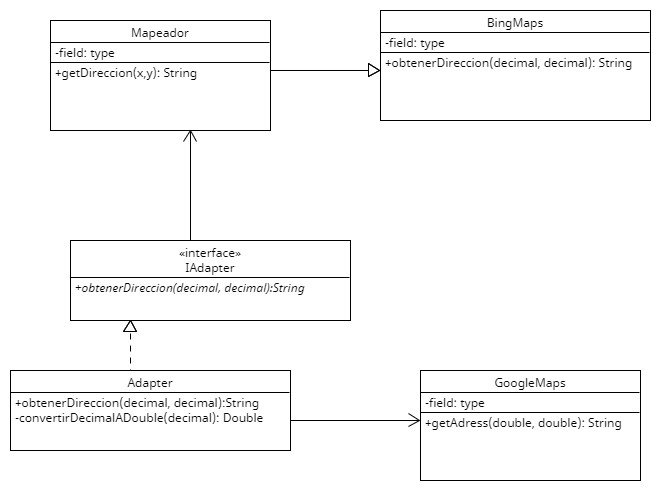 Mapeador
-field: type
+getDireccion(x,y): String
BingMaps
-field: type
+obtenerDireccion(decimal, decimal): String
«interface»
IAdapter
+obtenerDireccion(decimal, decimal):String
Adapter
+obtenerDireccion(decimal, decimal):String
-convertirDecimalADouble(decimal): Double
GoogleMaps
-field: type
+getAdress(double, double): String